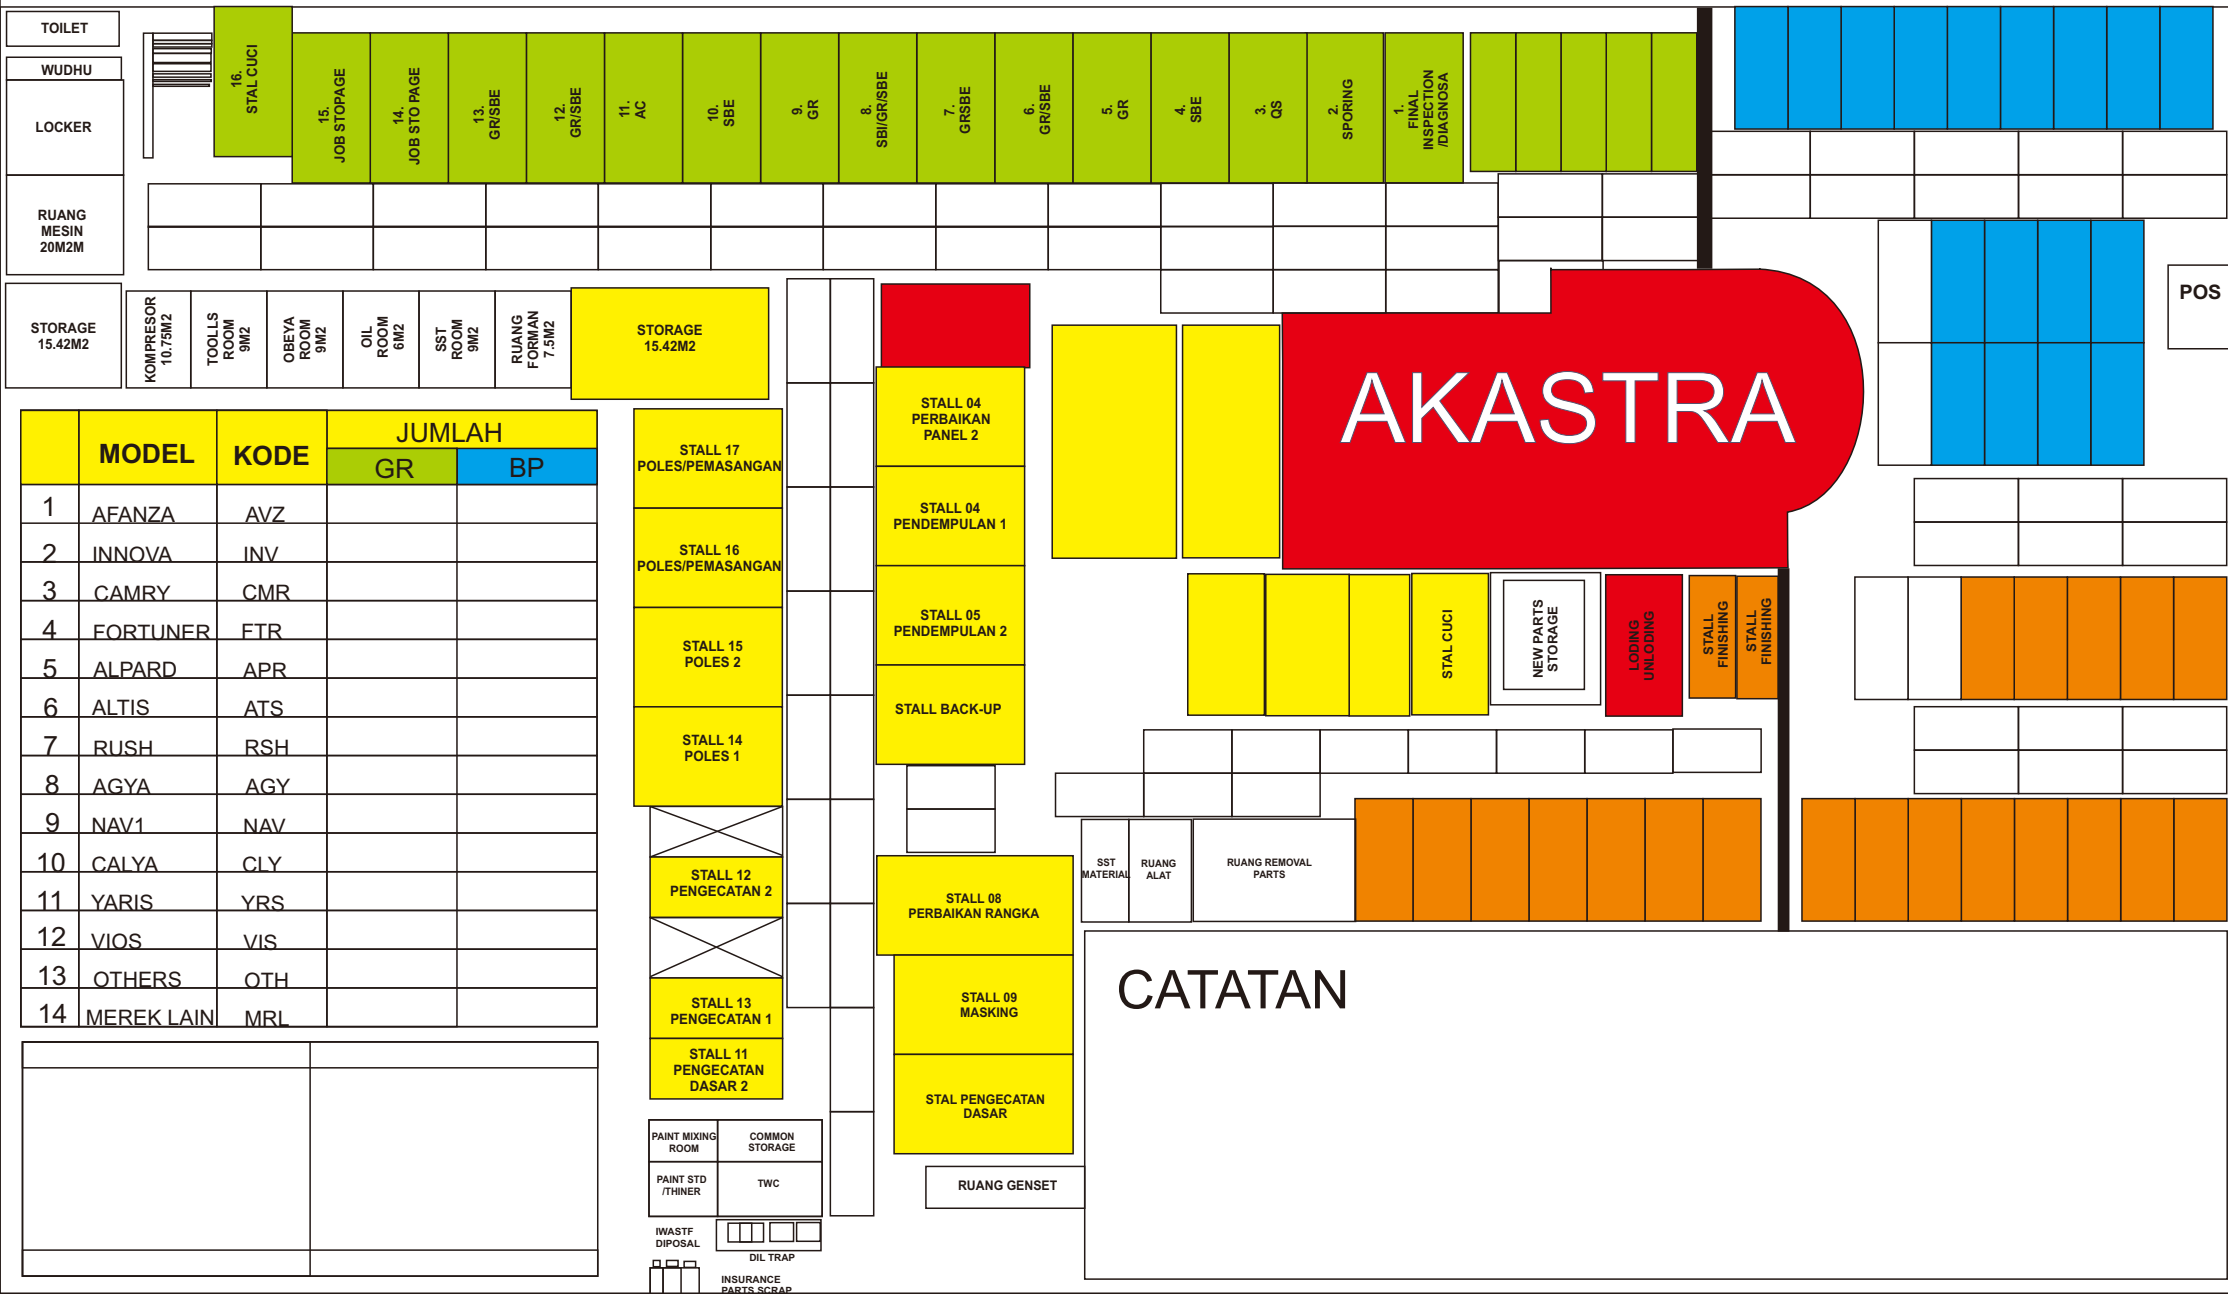 TOILET
WUDHU
LOCKER
RUANG
MESIN
20M2M
16.
STAL CUCI
15.
JOB STOPAGE
14.
JOB STO PAGE
13.
GR/SBE
12.
GR/SBE
11.
AC
10.
SBE
9.
GR
8.
SBI/GR/SBE
7.
GRSBE
6.
GR/SBE
5.
GR
4.
SBE
3.
QS
2.
SPORING
1.
FINAL
INSPECTION
/DIAGNOSA
STORAGE
15.42M2
KOMPRESOR
10.75M2
TOOLLS
ROOM
9M2
OBEYA
ROOM
9M2
OIL
ROOM
6M2
SST
ROOM
9M2
RUANG
FORMAN
7.5M2
STORAGE
15.42M2
AKASTRA
POS
MODEL KODE JUMLAH
GR BP
1 AFANZA AVZ
2 INNOVA INV
3 CAMRY CMR
4 FORTUNER FTR
5 ALPARD APR
6 ALTIS ATS
7 RUSH RSH
8 AGYA AGY
9 NAV1 NAV
10 CALYA CLY
11 YARIS YRS
12 VIOS VIS
13 OTHERS OTH
14 MEREK LAIN MRL
STALL 17
POLES/PEMASANGAN
STALL 16
POLES/PEMASANGAN
STALL 15
POLES 2
STALL 14
POLES 1
STALL 12
PENGECATAN 2
STALL 13
PENGECATAN 1
STALL 11
PENGECATAN
DASAR 2
STALL 04
PERBAIKAN
PANEL 2
STALL 04
PENDEMPULAN 1
STALL 05
PENDEMPULAN 2
STALL BACK-UP
STALL 08
PERBAIKAN RANGKA
STALL 09
MASKING
STAL PENGECATAN
DASAR
STAL CUCI
NEW PARTS
STORAGE
LODING
UNLODING
STALL
FINISHING
STALL
FINISHING
SST
MATERIAL
RUANG
ALAT
RUANG REMOVAL
PARTS
CATATAN
PAINT MIXING
ROOM
COMMON
STORAGE
PAINT STD
/THINER
TWC
RUANG GENSET
IWASTF
DIPOSAL
DIL TRAP
INSURANCE
PARTS SCRAP